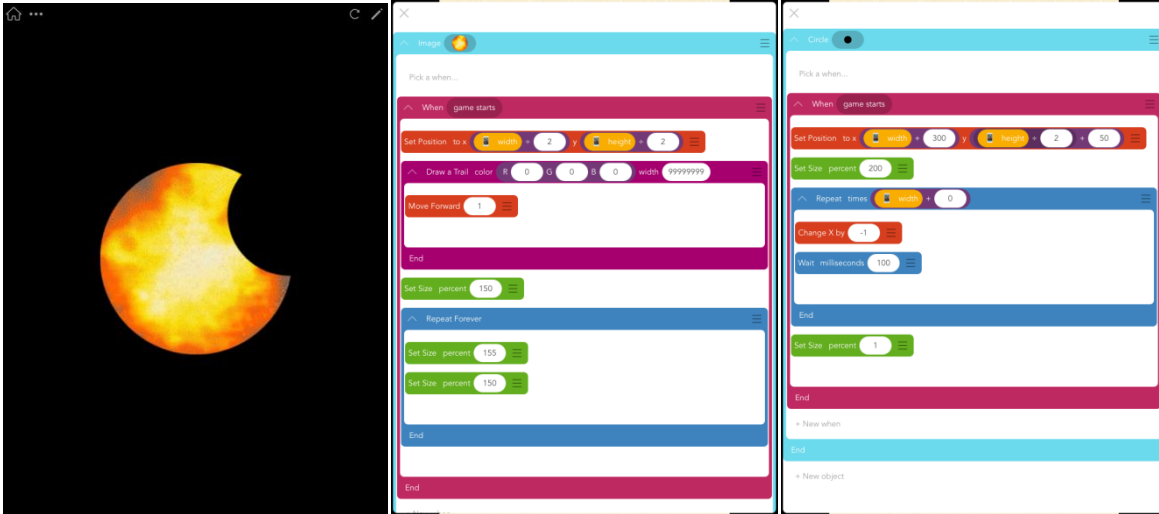 Image
Pick a when...
When game starts
Set Position to x width ÷ 2 y height ÷ 2
Draw a Trail color R 0 G 0 B 0 width 99999999
Move Forward 1
End
Set Size percent 150
Repeat Forever
Set Size percent 155
Set Size percent 150
End
End
Circle
Pick a when...
When game starts
Set Position to x width + 300 y height ÷ 2 + 50
Set Size percent 200
Repeat times width + 0
Change X by -1
Wait milliseconds 100
End
Set Size percent 1
End
+ New when
End
+ New object